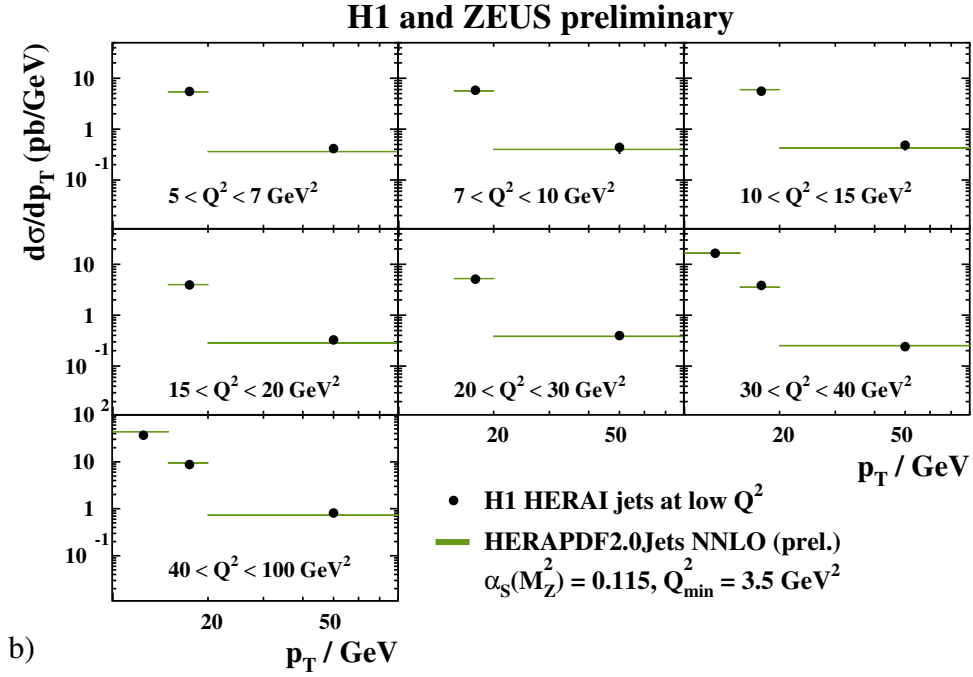 H1 and ZEUS preliminary
dσ/dp_T (pb/GeV)
10
1
10^-1
5 < Q^2 < 7 GeV^2
7 < Q^2 < 10 GeV^2
10 < Q^2 < 15 GeV^2
10
1
10^-1
15 < Q^2 < 20 GeV^2
20 < Q^2 < 30 GeV^2
30 < Q^2 < 40 GeV^2
10^2
20 50
20 50
p_T / GeV
10
1
10^-1
40 < Q^2 < 100 GeV^2
H1 HERAI jets at low Q^2
HERAPDF2.0Jets NNLO (prel.)
α_S(M_Z^2) = 0.115, Q_min^2 = 3.5 GeV^2
20 50
b)
p_T / GeV